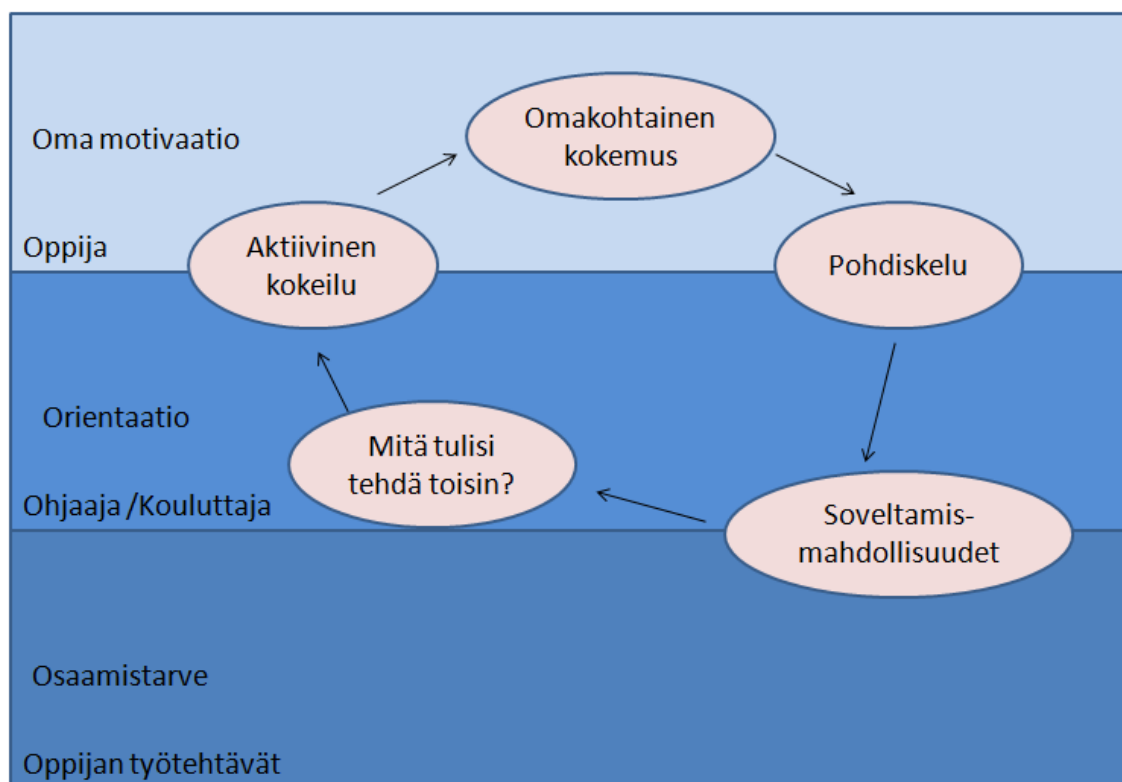 Omakohtainen
kokemus
Oma motivaatio
Oppija
Aktiivinen
kokeilu
Pohdiskelu
Orientaatio
Mitä tulisi
tehdä toisin?
Ohjaaja /Kouluttaja
Soveltamis-
mahdollisuudet
Osaamistarve
Oppijan työtehtävät